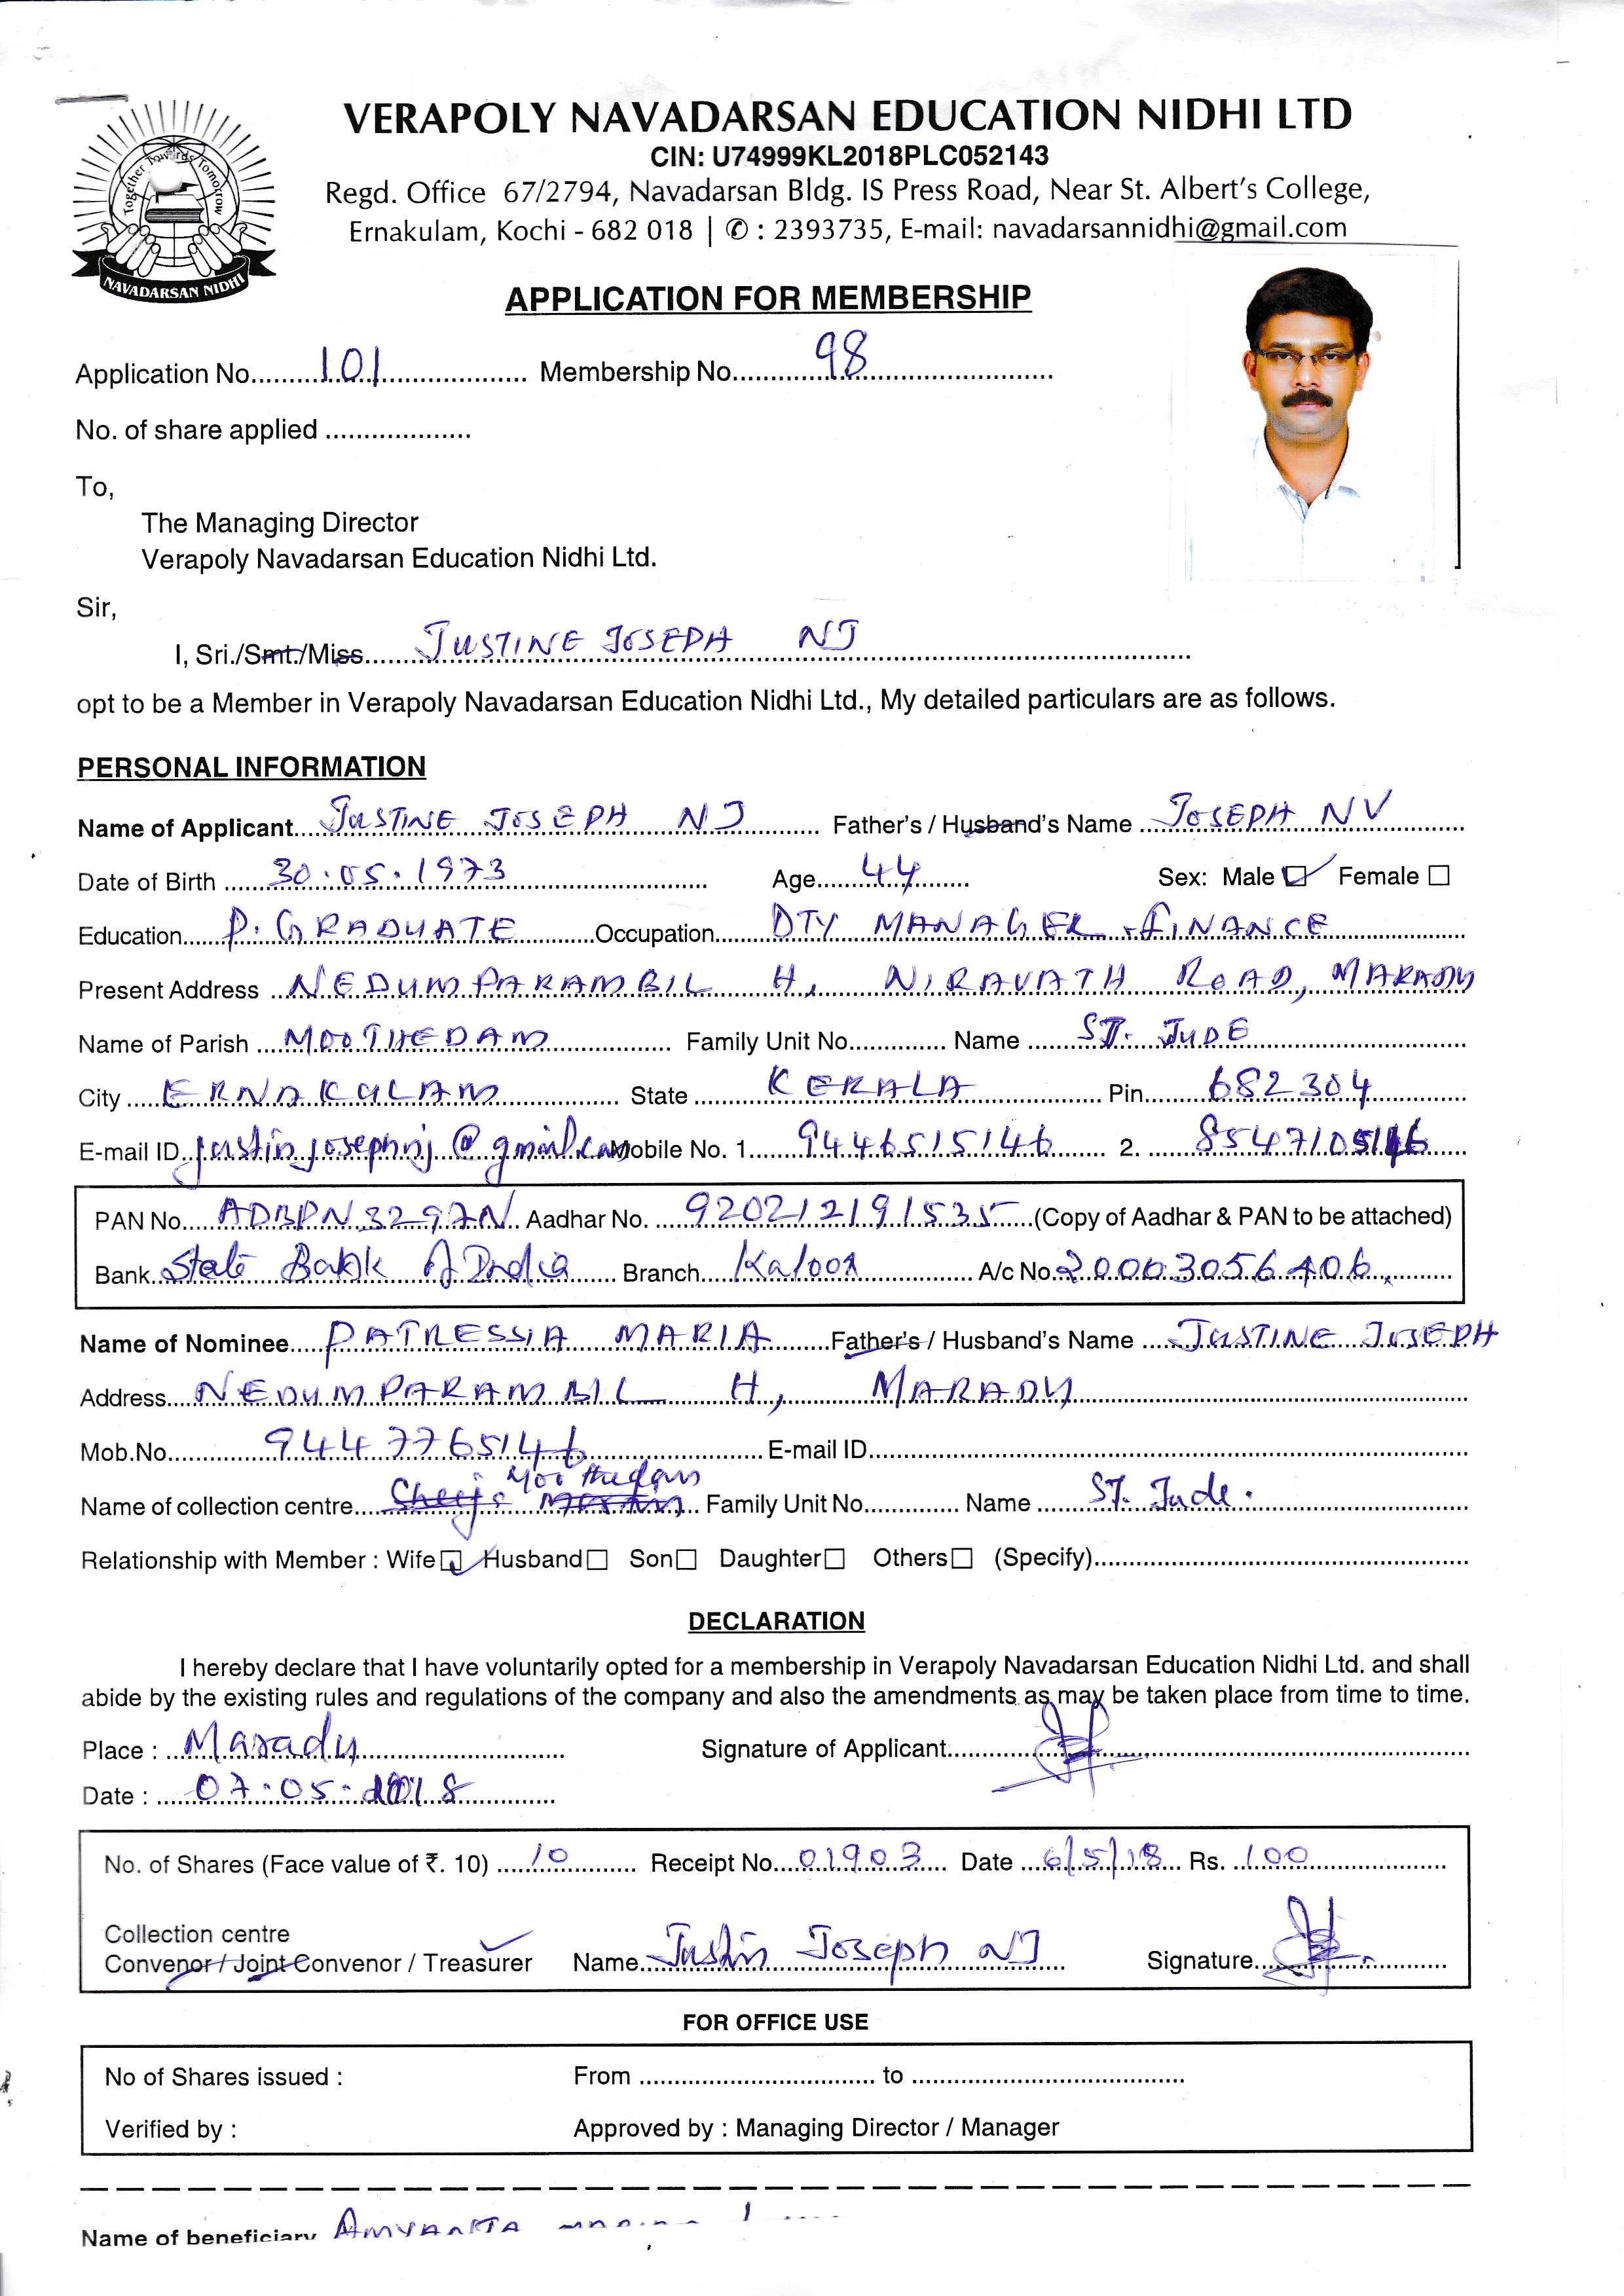 VERAPOLY NAVADARSAN EDUCATION NIDHI LTD
CIN: U74999KL2018PLC052143
Regd. Office 67/2794, Navadarsan Bldg. IS Press Road, Near St. Albert's College,
Ernakulam, Kochi - 682 018 | ✆ : 2393735, E-mail: navadarsannidhi@gmail.com
Together Towards Tomorrow
NAVADARSAN NIDHI
APPLICATION FOR MEMBERSHIP
Application No. 101 Membership No. 98
No. of share applied
To,
The Managing Director
Verapoly Navadarsan Education Nidhi Ltd.
Sir,
I, Sri./Smt./Miss. JUSTINE JOSEPH NJ
opt to be a Member in Verapoly Navadarsan Education Nidhi Ltd., My detailed particulars are as follows.
PERSONAL INFORMATION
Name of Applicant JUSTINE JOSEPH NJ Father's / Husband's Name JOSEPH NV
Date of Birth 30.05.1973 Age 44 Sex: Male ☑ Female ☐
Education P. GRADUATE Occupation DTY MANAGER - FINANCE
Present Address NEDUMPARAMBIL H, NIRAVATH ROAD, MARADU
Name of Parish MOOTHEDAM Family Unit No. Name ST. JUDE
City ERNAKULAM State KERALA Pin 682304
E-mail ID justinjosephnj@gmail.com Mobile No. 1 9446515146 2. 8547105146
PAN No. ADBPN3297N Aadhar No. 920212191535 (Copy of Aadhar & PAN to be attached)
Bank State Bank of India Branch Kaloor A/c No. 20003056406
Name of Nominee PATRESSIA MARIA Father's / Husband's Name JUSTINE JOSEPH
Address NEDUMPARAMBIL H, MARADU
Mob.No. 9447765146 E-mail ID
Name of collection centre Moothedam Family Unit No. Name ST. Jude.
Relationship with Member : Wife ☑ Husband ☐ Son ☐ Daughter ☐ Others ☐ (Specify)
DECLARATION
I hereby declare that I have voluntarily opted for a membership in Verapoly Navadarsan Education Nidhi Ltd. and shall
abide by the existing rules and regulations of the company and also the amendments as may be taken place from time to time.
Place : Maradu Signature of Applicant
Date : 07.05.2018
No. of Shares (Face value of ₹. 10) 10 Receipt No. 01903 Date 6/5/18 Rs. 100
Collection centre
Convenor / Joint Convenor / Treasurer Name Justin Joseph NJ Signature
FOR OFFICE USE
No of Shares issued : From to
Verified by : Approved by : Managing Director / Manager
Name of beneficiary